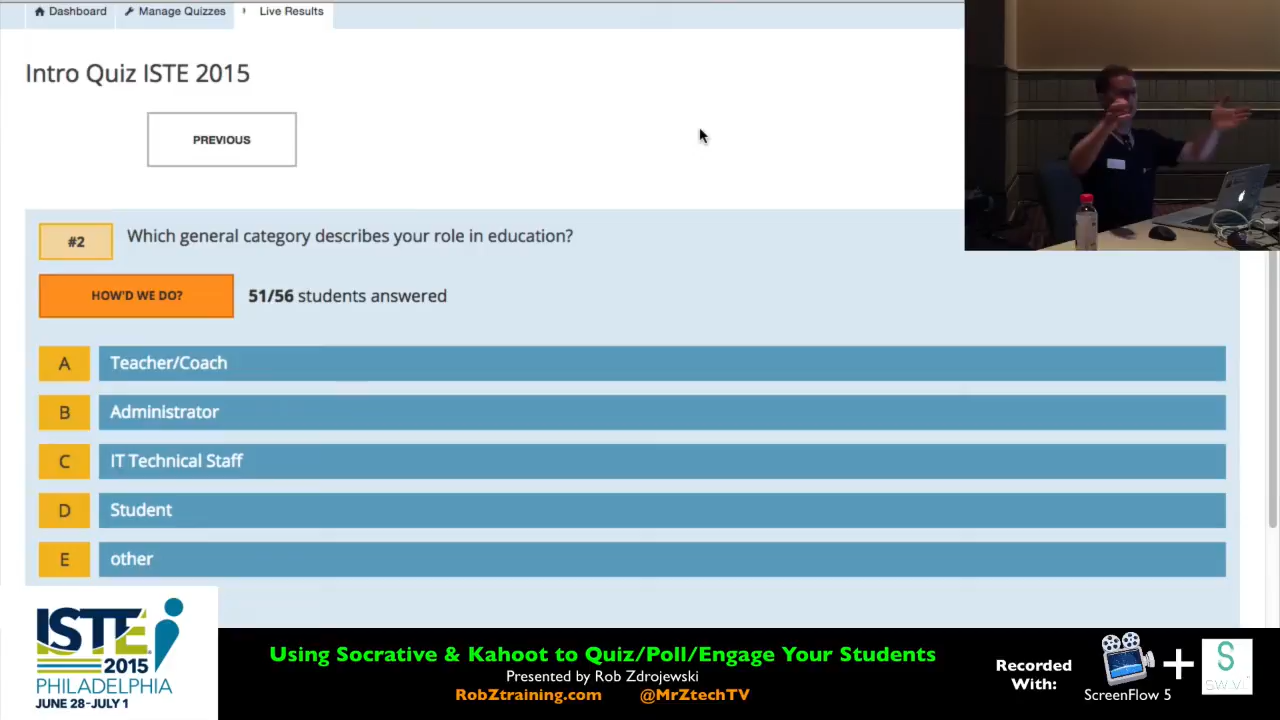 Dashboard
Manage Quizzes
Live Results
Intro Quiz ISTE 2015
PREVIOUS
#2
Which general category describes your role in education?
HOW'D WE DO?
51/56 students answered
A
Teacher/Coach
B
Administrator
C
IT Technical Staff
D
Student
E
other
ISTE
2015
PHILADELPHIA
JUNE 28-JULY 1
Using Socrative & Kahoot to Quiz/Poll/Engage Your Students
Presented by Rob Zdrojewski
RobZtraining.com @MrZtechTV
Recorded
With:
ScreenFlow 5
+
S
SWIVL